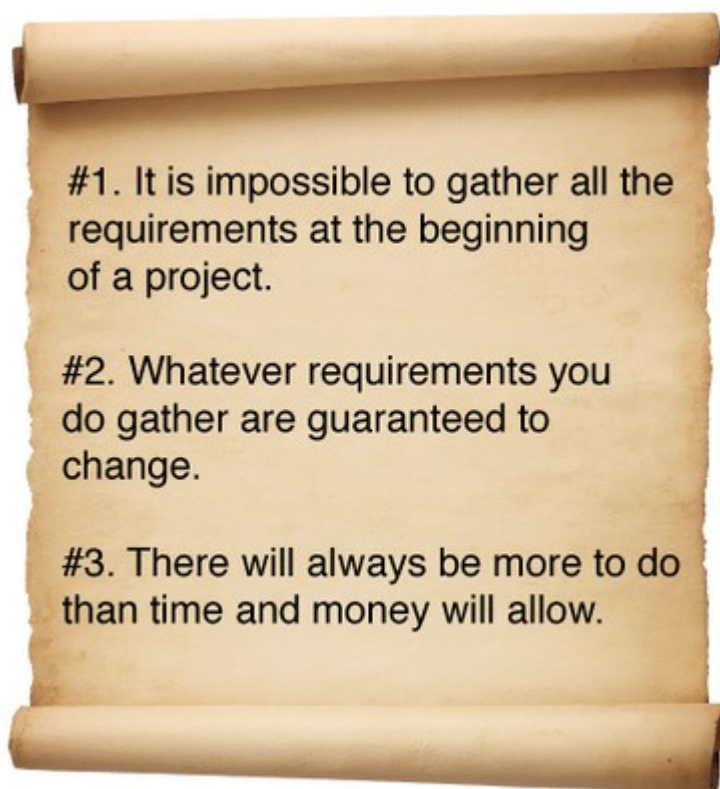 #1. It is impossible to gather all the
requirements at the beginning
of a project.
#2. Whatever requirements you
do gather are guaranteed to
change.
#3. There will always be more to do
than time and money will allow.